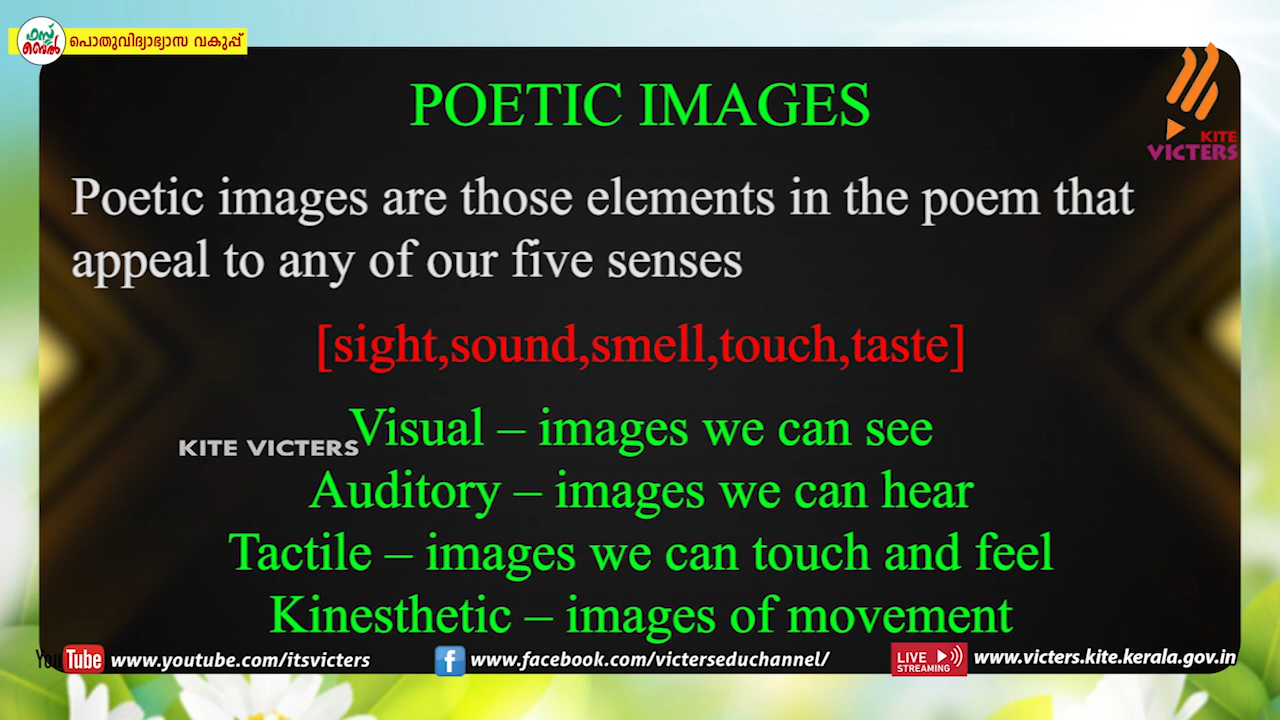 ഫസ്റ്റ്
ബെൽ
പൊതുവിദ്യാഭ്യാസ വകുപ്പ്
KITE
VICTERS
POETIC IMAGES
Poetic images are those elements in the poem that
appeal to any of our five senses
[sight,sound,smell,touch,taste]
Visual – images we can see
KITE VICTERS
Auditory – images we can hear
Tactile – images we can touch and feel
Kinesthetic – images of movement
YouTube www.youtube.com/itsvicters
f www.facebook.com/victerseduchannel/
LIVE STREAMING www.victers.kite.kerala.gov.in